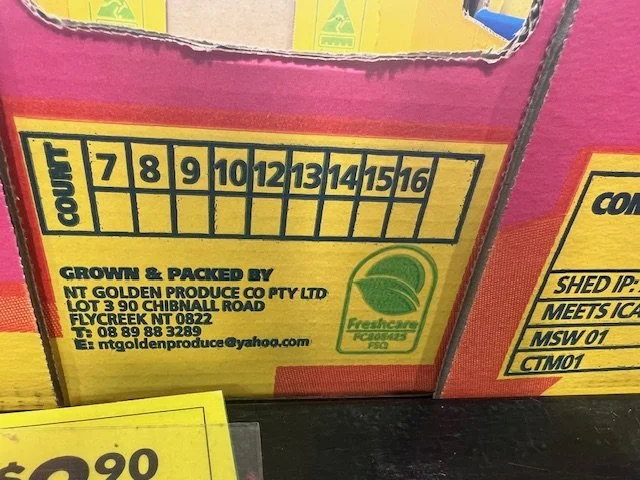 COUNT 7 8 9 10 12 13 14 15 16
GROWN & PACKED BY
NT GOLDEN PRODUCE CO PTY LTD
LOT 3 90 CHIBNALL ROAD
FLYCREEK NT 0822
T: 08 89 88 3289
E: ntgoldenproduce@yahoo.com
Freshcare
FSQ
SHED IP:
MEETS ICA
MSW 01
CTM01
90